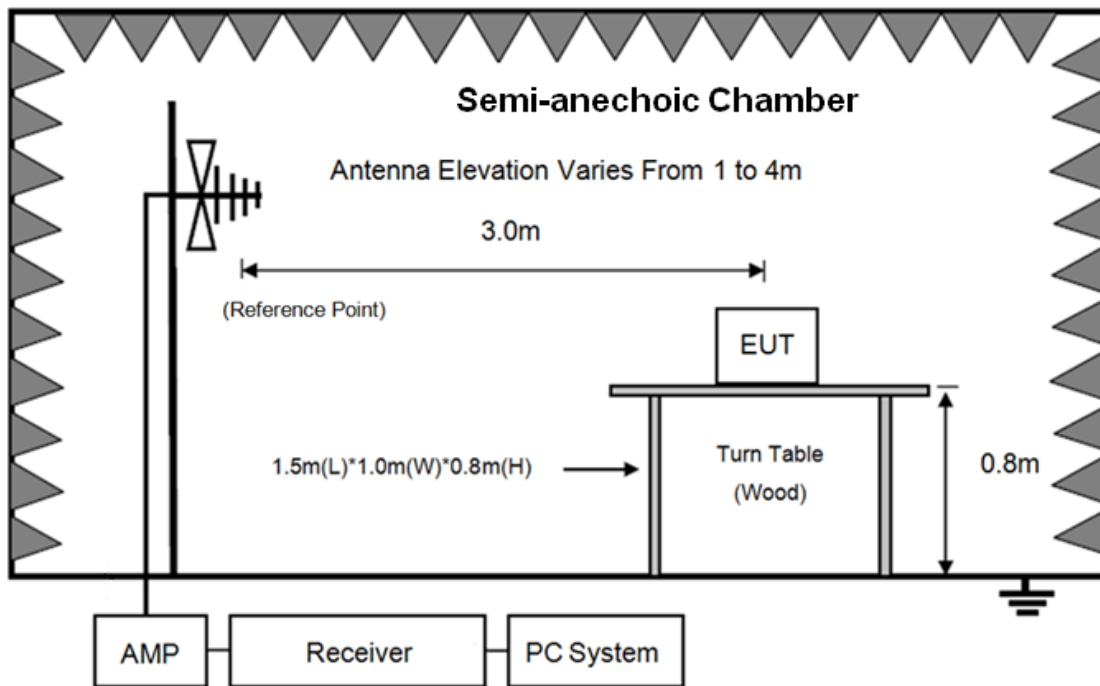 Semi-anechoic Chamber
Antenna Elevation Varies From 1 to 4m
3.0m
(Reference Point)
EUT
1.5m(L)*1.0m(W)*0.8m(H)
Turn Table
(Wood)
0.8m
AMP
Receiver
PC System